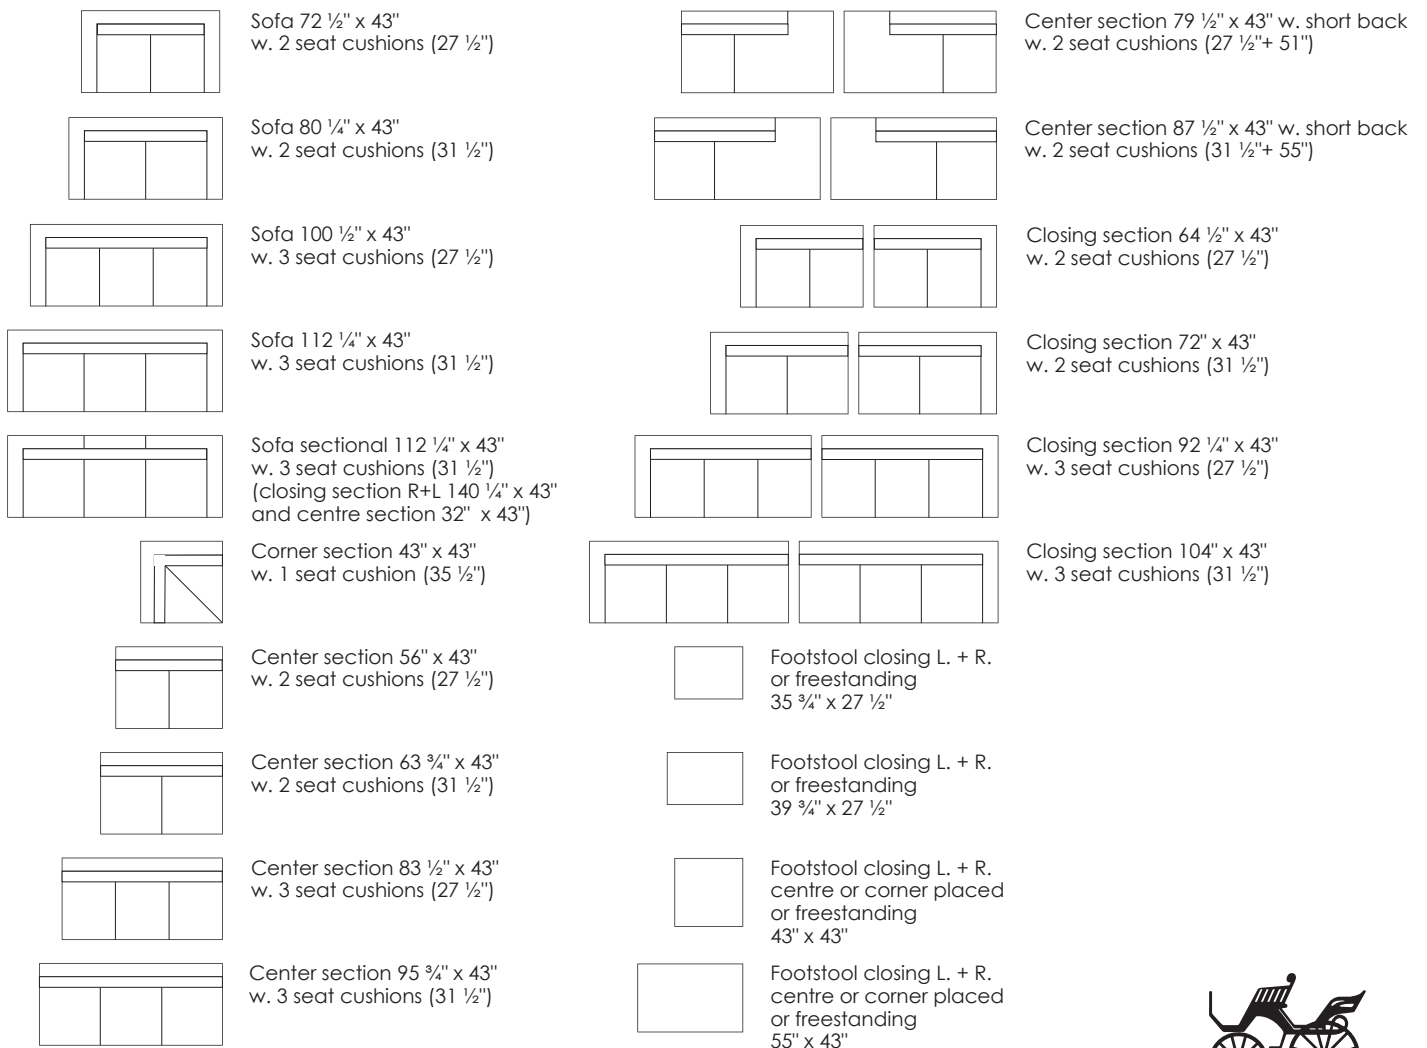 Sofa 72 ½" x 43"
w. 2 seat cushions (27 ½")
Sofa 80 ¼" x 43"
w. 2 seat cushions (31 ½")
Sofa 100 ½" x 43"
w. 3 seat cushions (27 ½")
Sofa 112 ¼" x 43"
w. 3 seat cushions (31 ½")
Sofa sectional 112 ¼" x 43"
w. 3 seat cushions (31 ½")
(closing section R+L 140 ¼" x 43"
and centre section 32" x 43")
Corner section 43" x 43"
w. 1 seat cushion (35 ½")
Center section 56" x 43"
w. 2 seat cushions (27 ½")
Center section 63 ¾" x 43"
w. 2 seat cushions (31 ½")
Center section 83 ½" x 43"
w. 3 seat cushions (27 ½")
Center section 95 ¾" x 43"
w. 3 seat cushions (31 ½")
Center section 79 ½" x 43" w. short back
w. 2 seat cushions (27 ½"+ 51")
Center section 87 ½" x 43" w. short back
w. 2 seat cushions (31 ½"+ 55")
Closing section 64 ½" x 43"
w. 2 seat cushions (27 ½")
Closing section 72" x 43"
w. 2 seat cushions (31 ½")
Closing section 92 ¼" x 43"
w. 3 seat cushions (27 ½")
Closing section 104" x 43"
w. 3 seat cushions (31 ½")
Footstool closing L. + R.
or freestanding
35 ¾" x 27 ½"
Footstool closing L. + R.
or freestanding
39 ¾" x 27 ½"
Footstool closing L. + R.
centre or corner placed
or freestanding
43" x 43"
Footstool closing L. + R.
centre or corner placed
or freestanding
55" x 43"